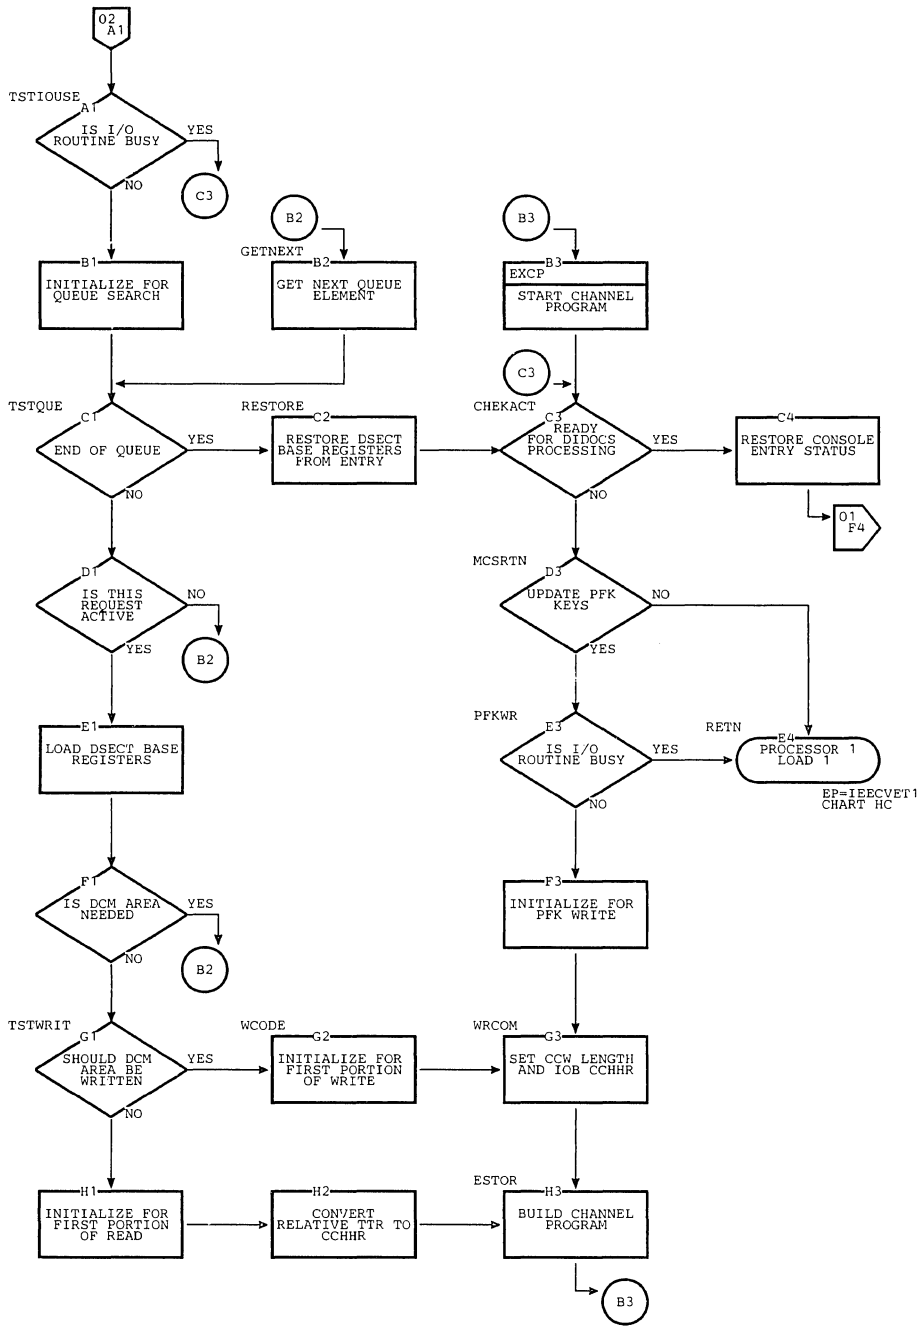 02
A1
TSTIOUSE
A1
IS I/O
ROUTINE BUSY
YES
NO
C3
B1
INITIALIZE FOR
QUEUE SEARCH
B2
GETNEXT
B2
GET NEXT QUEUE
ELEMENT
B3
B3
EXCP
START CHANNEL
PROGRAM
C3
TSTQUE
C1
END OF QUEUE
YES
NO
RESTORE
C2
RESTORE DSECT
BASE REGISTERS
FROM ENTRY
CHEKACT
C3
READY
FOR DIDOCS
PROCESSING
YES
NO
C4
RESTORE CONSOLE
ENTRY STATUS
01
F4
D1
IS THIS
REQUEST
ACTIVE
NO
YES
B2
MCSRTN
D3
UPDATE PFK
KEYS
NO
YES
E1
LOAD DSECT BASE
REGISTERS
PFKWR
E3
IS I/O
ROUTINE BUSY
YES
NO
RETN
E4
PROCESSOR 1
LOAD 1
EP=IEECVET1
CHART HC
F1
IS DCM AREA
NEEDED
YES
NO
B2
F3
INITIALIZE FOR
PFK WRITE
TSTWRIT
G1
SHOULD DCM
AREA BE
WRITTEN
YES
NO
WCODE
G2
INITIALIZE FOR
FIRST PORTION
OF WRITE
WRCOM
G3
SET CCW LENGTH
AND IOB CCHHR
H1
INITIALIZE FOR
FIRST PORTION
OF READ
H2
CONVERT
RELATIVE TTR TO
CCHHR
ESTOR
H3
BUILD CHANNEL
PROGRAM
B3